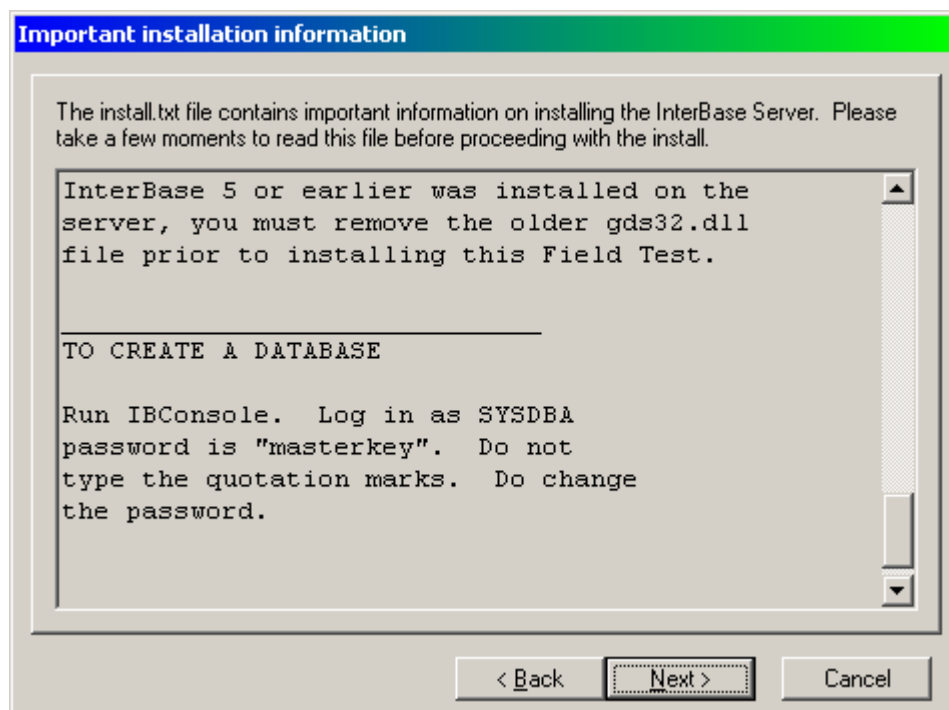 Important installation information
The install.txt file contains important information on installing the InterBase Server.  Please
take a few moments to read this file before proceeding with the install.
InterBase 5 or earlier was installed on the
server, you must remove the older gds32.dll
file prior to installing this Field Test.
______________________________
TO CREATE A DATABASE
Run IBConsole.  Log in as SYSDBA
password is "masterkey".  Do not
type the quotation marks.  Do change
the password.
< Back
Next >
Cancel